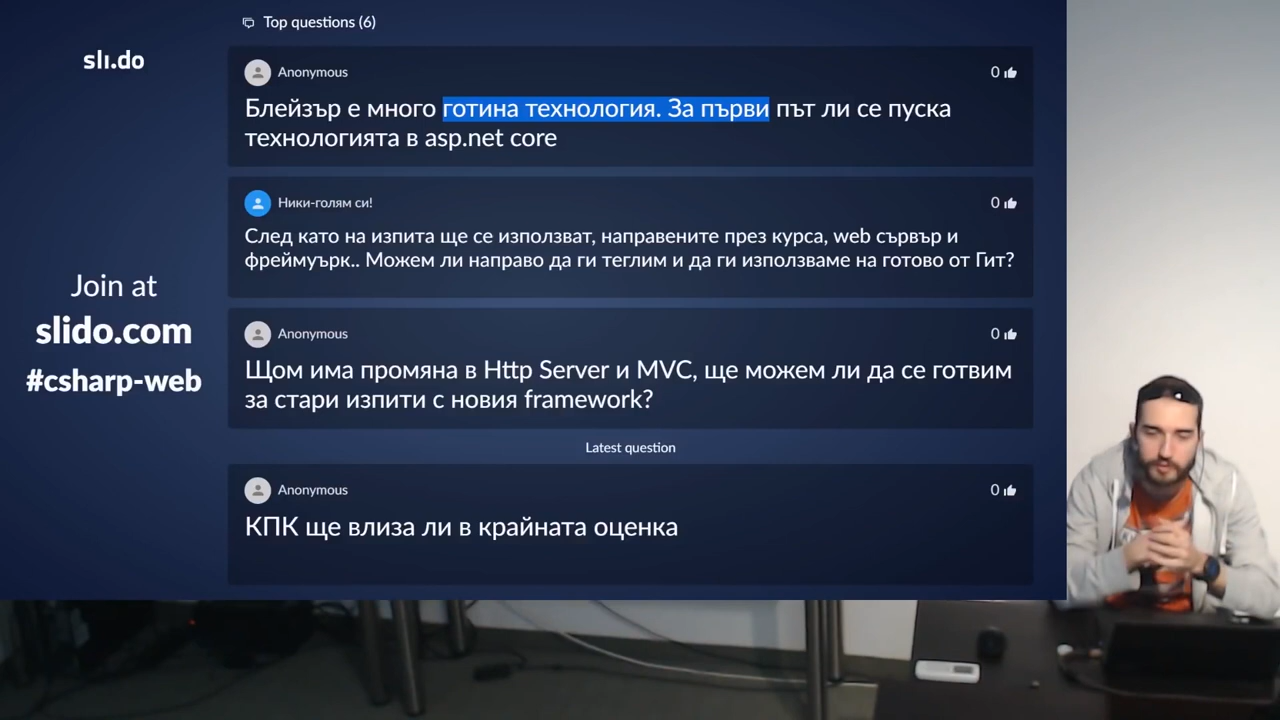 Top questions (6)
sli.do
Anonymous
0
Блейзър е много готина технология. За първи път ли се пуска
технологията в asp.net core
Ники-голям си!
0
След като на изпита ще се използват, направените през курса, web сървър и
фреймуърк.. Можем ли направо да ги теглим и да ги използваме на готово от Гит?
Join at
slido.com
#csharp-web
Anonymous
0
Щом има промяна в Http Server и MVC, ще можем ли да се готвим
за стари изпити с новия framework?
Latest question
Anonymous
0
КПК ще влиза ли в крайната оценка